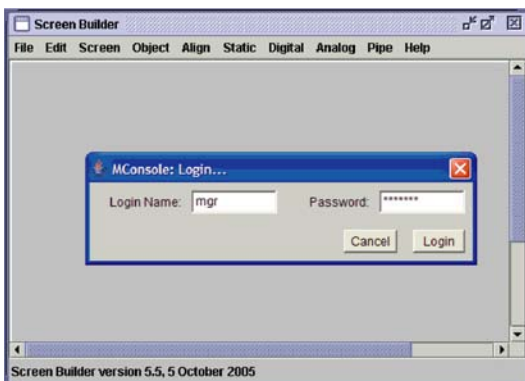 Screen Builder
File Edit Screen Object Align Static Digital Analog Pipe Help
MConsole: Login...
Login Name: mgr Password: *******
Cancel Login
Screen Builder version 5.5, 5 October 2005